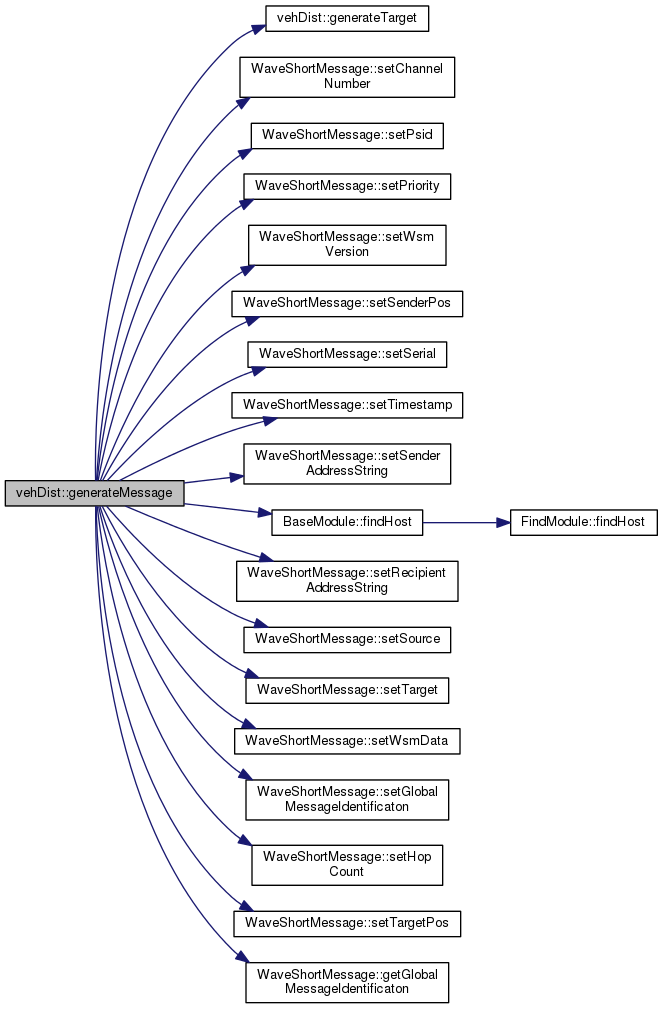 vehDist::generateTarget
WaveShortMessage::setChannel
Number
WaveShortMessage::setPsid
WaveShortMessage::setPriority
WaveShortMessage::setWsm
Version
WaveShortMessage::setSenderPos
WaveShortMessage::setSerial
WaveShortMessage::setTimestamp
WaveShortMessage::setSender
AddressString
vehDist::generateMessage
BaseModule::findHost
FindModule::findHost
WaveShortMessage::setRecipient
AddressString
WaveShortMessage::setSource
WaveShortMessage::setTarget
WaveShortMessage::setWsmData
WaveShortMessage::setGlobal
MessageIdentificaton
WaveShortMessage::setHop
Count
WaveShortMessage::setTargetPos
WaveShortMessage::getGlobal
MessageIdentificaton